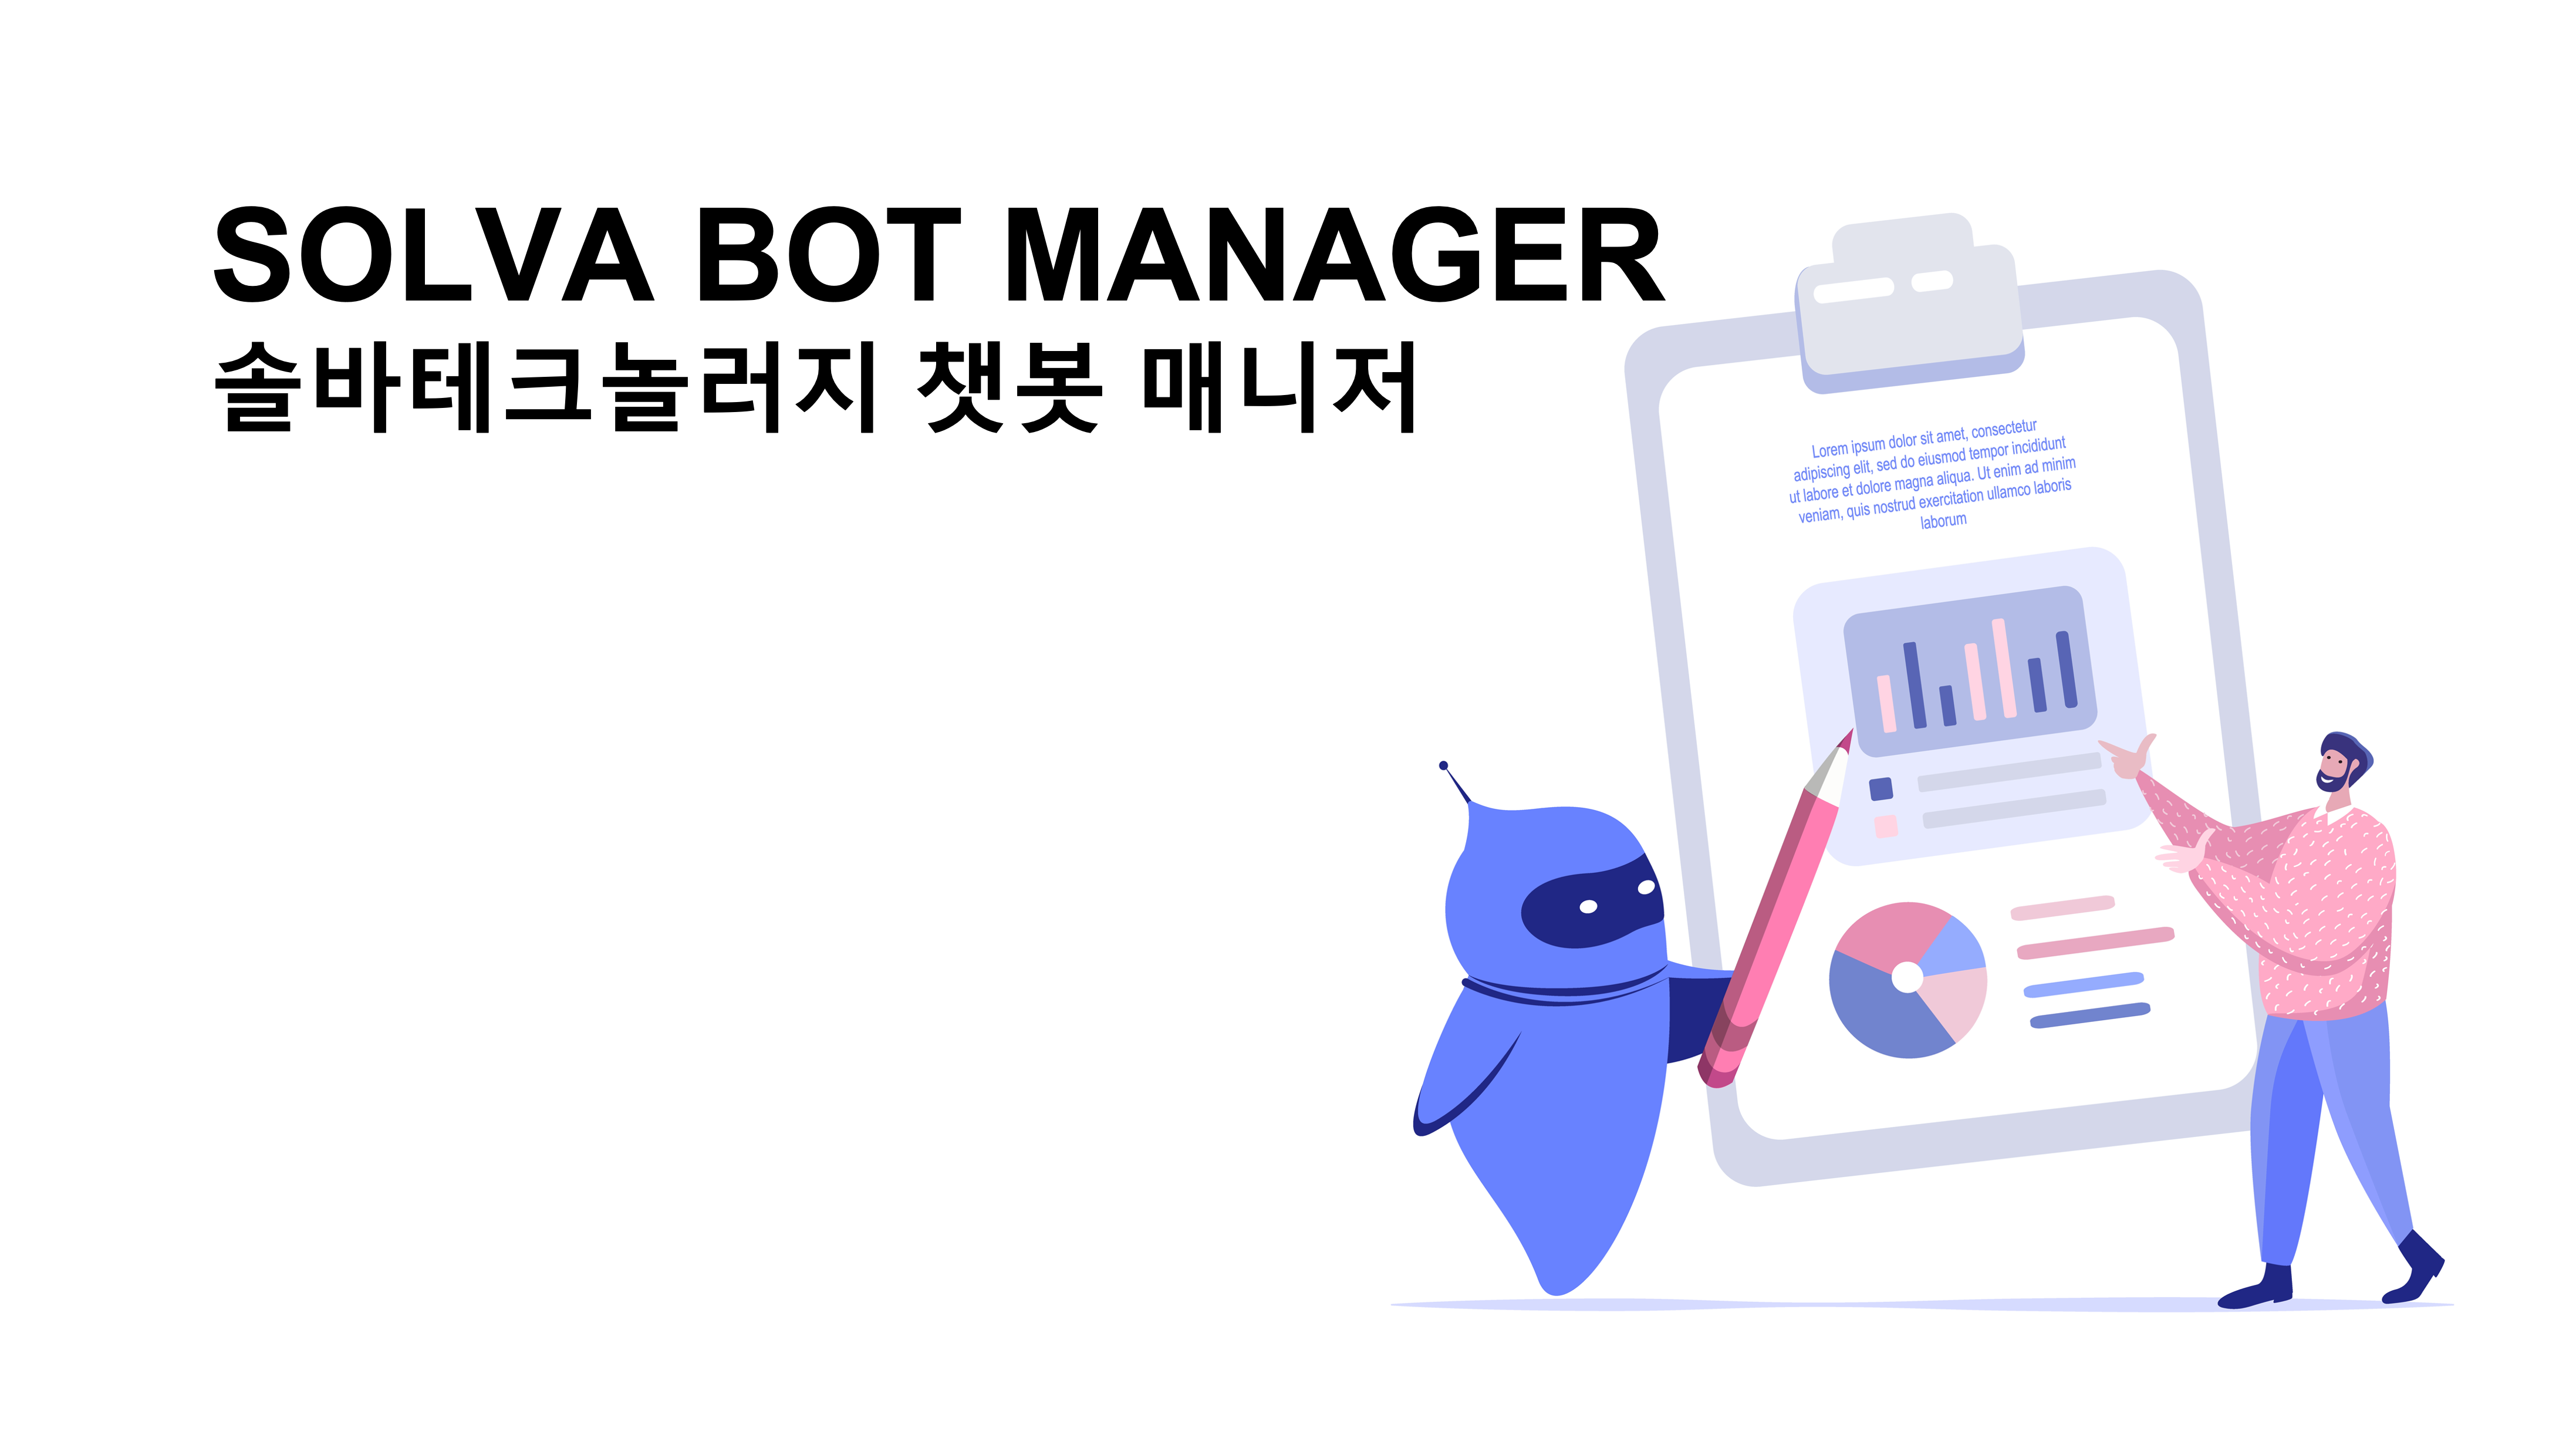 SOLVA BOT MANAGER
솔바테크놀러지 챗봇 매니저
Lorem ipsum dolor sit amet, consectetur
adipiscing elit, sed do eiusmod tempor incididunt
ut labore et dolore magna aliqua. Ut enim ad minim
veniam, quis nostrud exercitation ullamco laboris
laborum